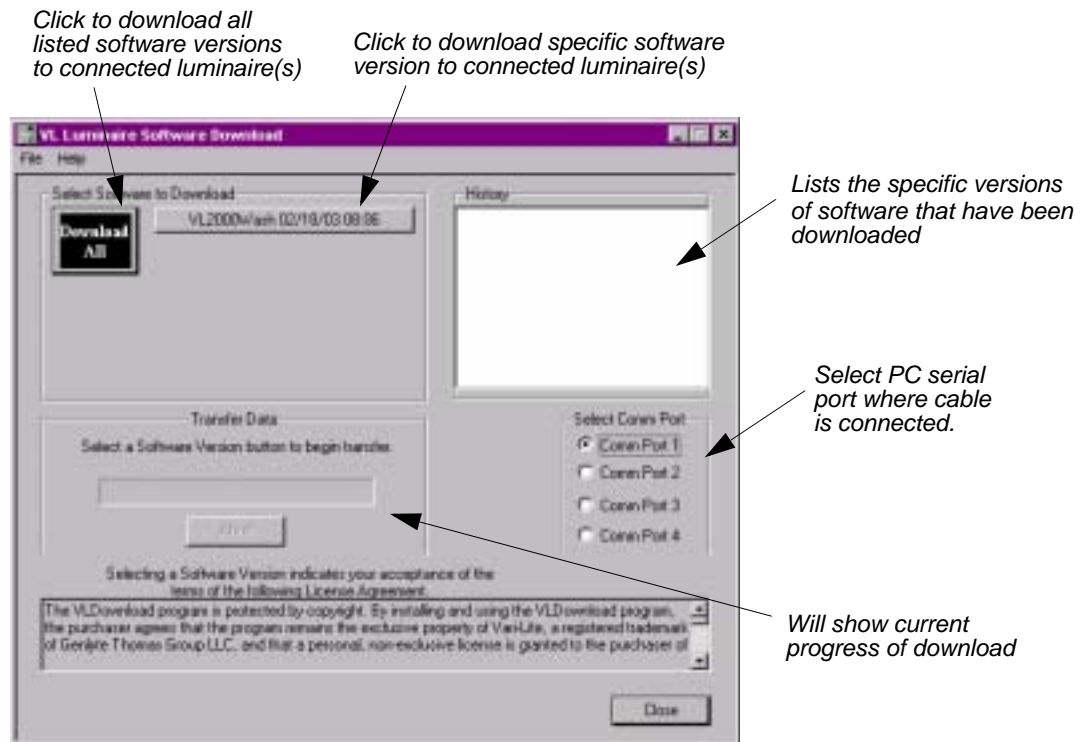 Click to download all
listed software versions
to connected luminaire(s)
Click to download specific software
version to connected luminaire(s)
VL Luminaire Software Download
File Help
Select Software to Download
Download
All
VL2000Wash 02/18/03:08:06
History
Lists the specific versions
of software that have been
downloaded
Transfer Data
Select a Software Version button to begin transfer.
Select Comm Port
Comm Port 1
Comm Port 2
Comm Port 3
Comm Port 4
Select PC serial
port where cable
is connected.
Selecting a Software Version indicates your acceptance of the
terms of the following License Agreement.
The VLDownload program is protected by copyright. By installing and using the VLDownload program,
the purchaser agrees that the program remains the exclusive property of Vari-Lite, a registered trademark
of Genlyte Thomas Group LLC, and that a personal, non-exclusive license is granted to the purchaser of
Will show current
progress of download
Close